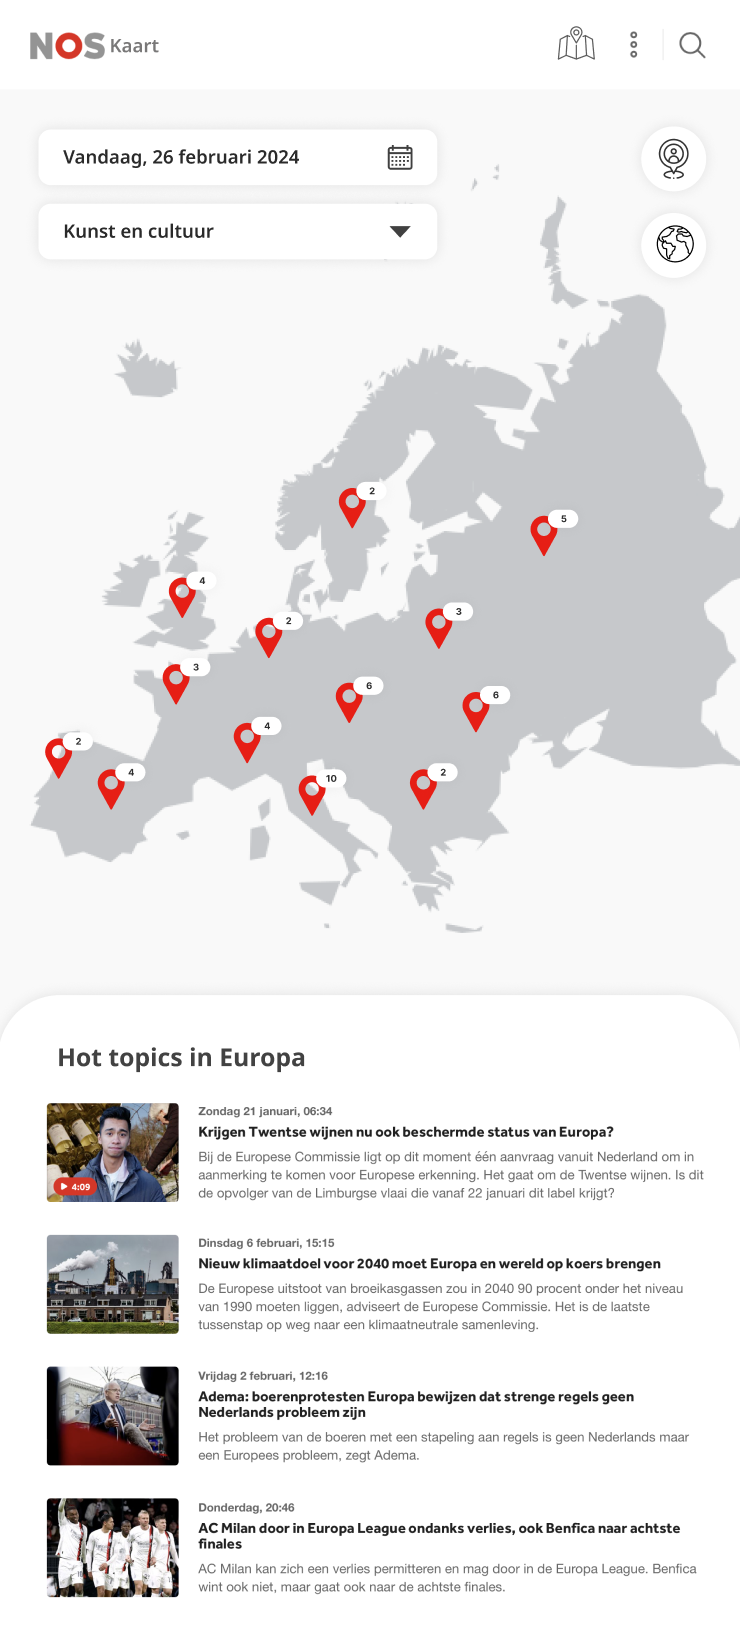 NOS Kaart
Vandaag, 26 februari 2024
Kunst en cultuur
2
5
4
2
3
3
6
6
4
2
4
10
2
Hot topics in Europa
4:09
Zondag 21 januari, 06:34
Krijgen Twentse wijnen nu ook beschermde status van Europa?
Bij de Europese Commissie ligt op dit moment één aanvraag vanuit Nederland om in
aanmerking te komen voor Europese erkenning. Het gaat om de Twentse wijnen. Is dit
de opvolger van de Limburgse vlaai die vanaf 22 januari dit label krijgt?
Dinsdag 6 februari, 15:15
Nieuw klimaatdoel voor 2040 moet Europa en wereld op koers brengen
De Europese uitstoot van broeikasgassen zou in 2040 90 procent onder het niveau
van 1990 moeten liggen, adviseert de Europese Commissie. Het is de laatste
tussenstap op weg naar een klimaatneutrale samenleving.
Vrijdag 2 februari, 12:16
Adema: boerenprotesten Europa bewijzen dat strenge regels geen
Nederlands probleem zijn
Het probleem van de boeren met een stapeling aan regels is geen Nederlands maar
een Europees probleem, zegt Adema.
Donderdag, 20:46
AC Milan door in Europa League ondanks verlies, ook Benfica naar achtste
finales
AC Milan kan zich een verlies permitteren en mag door in de Europa League. Benfica
wint ook niet, maar gaat ook naar de achtste finales.